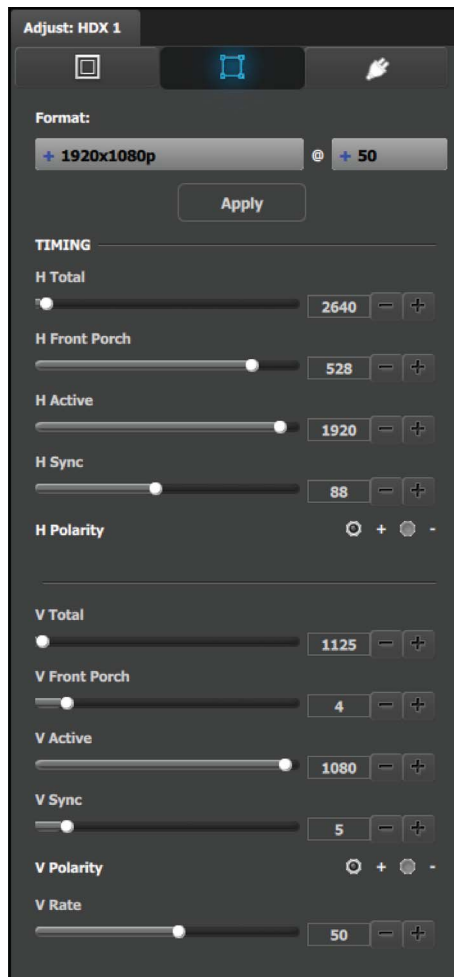 Adjust: HDX 1
Format:
+ 1920x1080p @ + 50
Apply
TIMING
H Total
2640 − +
H Front Porch
528 − +
H Active
1920 − +
H Sync
88 − +
H Polarity + -
V Total
1125 − +
V Front Porch
4 − +
V Active
1080 − +
V Sync
5 − +
V Polarity + -
V Rate
50 − +